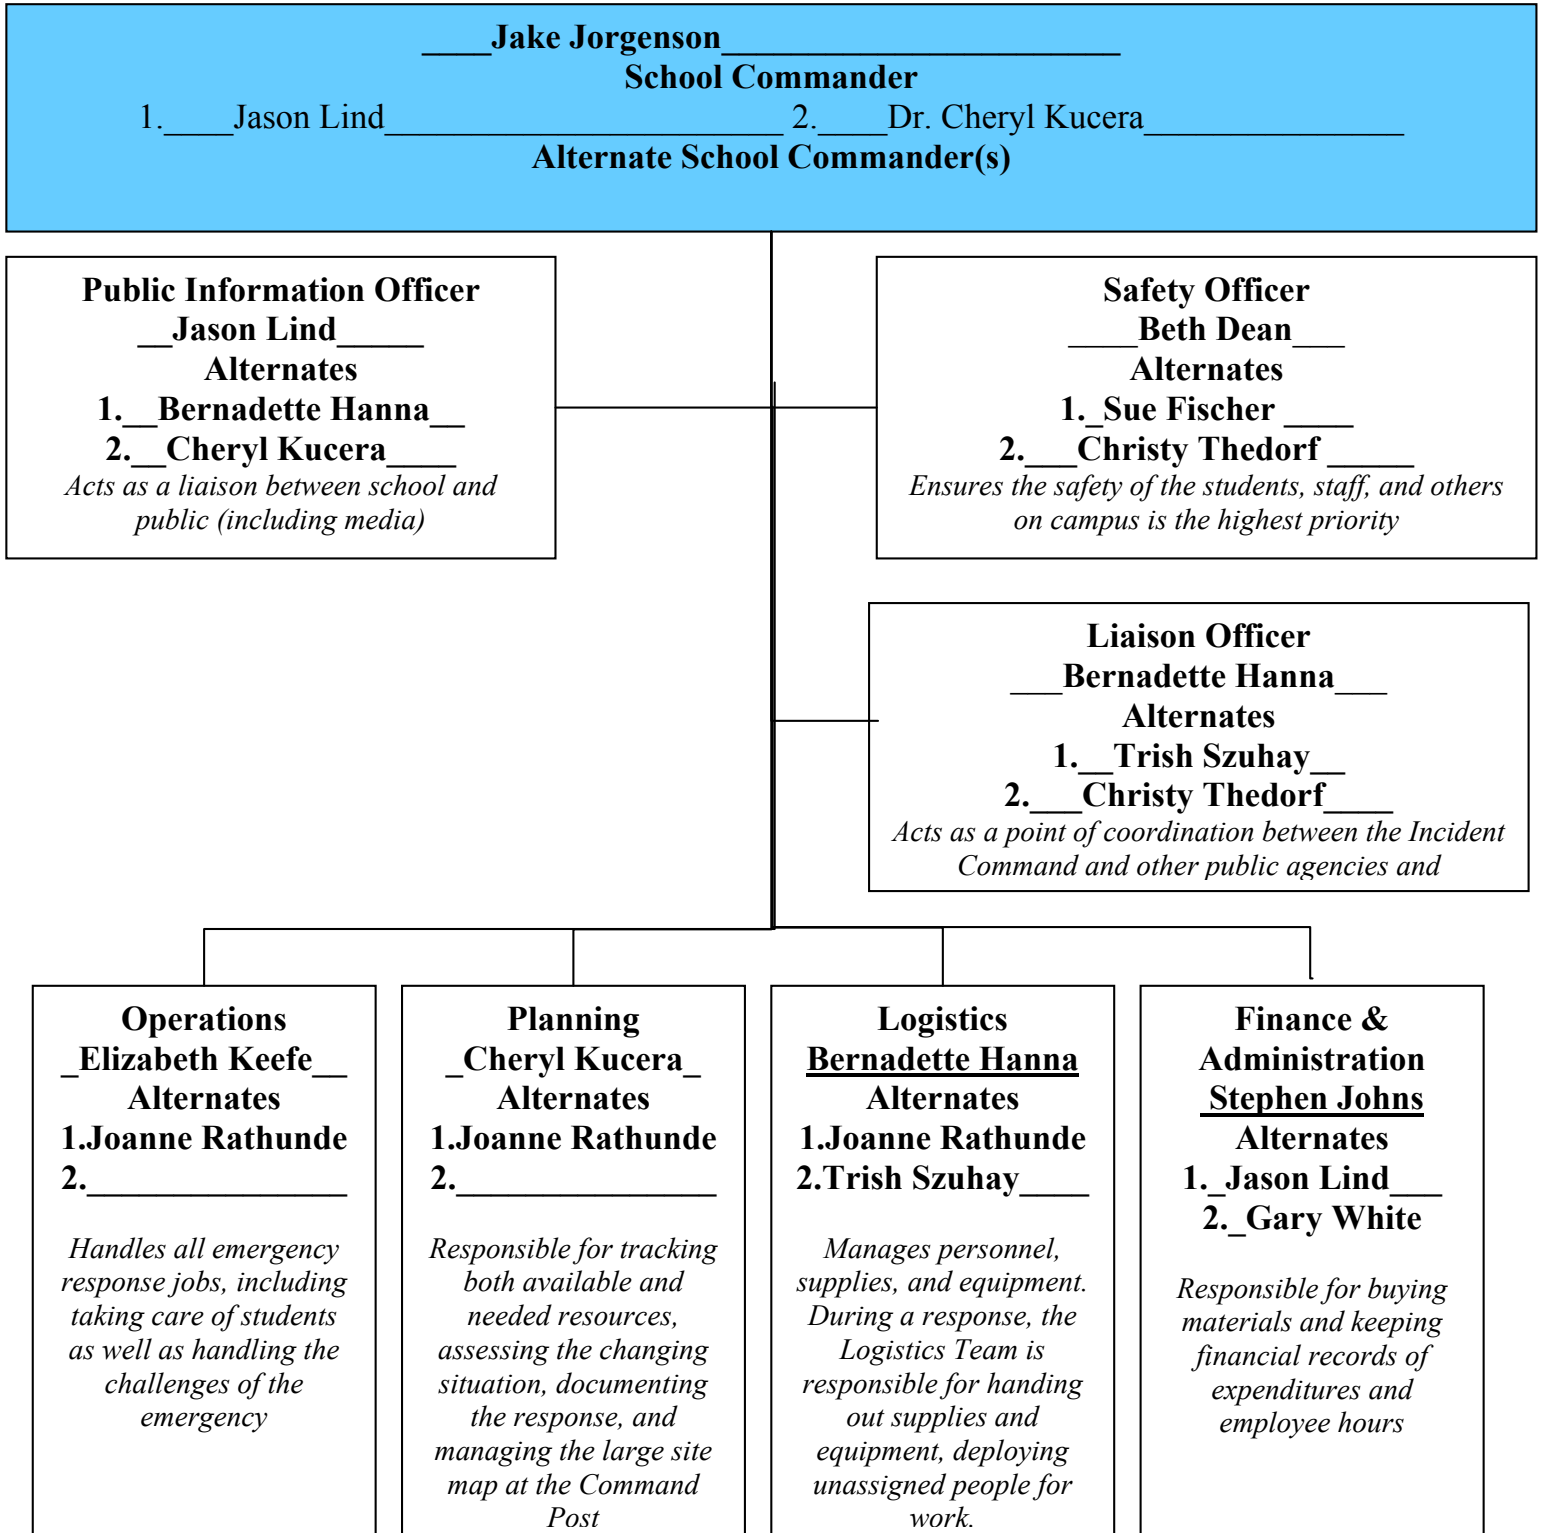 ____Jake Jorgenson_______________________
School Commander
1.____Jason Lind_______________________ 2.____Dr. Cheryl Kucera_______________
Alternate School Commander(s)
Public Information Officer
__Jason Lind_____
Alternates
1.__Bernadette Hanna__
2.__Cheryl Kucera____
Acts as a liaison between school and
public (including media)
Safety Officer
____Beth Dean___
Alternates
1._Sue Fischer ____
2.___Christy Thedorf _____
Ensures the safety of the students, staff, and others
on campus is the highest priority
Liaison Officer
___Bernadette Hanna___
Alternates
1.__Trish Szuhay__
2.___Christy Thedorf____
Acts as a point of coordination between the Incident
Command and other public agencies and
Operations
_Elizabeth Keefe__
Alternates
1.Joanne Rathunde
2._______________
Handles all emergency
response jobs, including
taking care of students
as well as handling the
challenges of the
emergency
Planning
_Cheryl Kucera_
Alternates
1.Joanne Rathunde
2._______________
Responsible for tracking
both available and
needed resources,
assessing the changing
situation, documenting
the response, and
managing the large site
map at the Command
Post
Logistics
Bernadette Hanna
Alternates
1.Joanne Rathunde
2.Trish Szuhay____
Manages personnel,
supplies, and equipment.
During a response, the
Logistics Team is
responsible for handing
out supplies and
equipment, deploying
unassigned people for
work.
Finance &
Administration
Stephen Johns
Alternates
1._Jason Lind___
2._Gary White
Responsible for buying
materials and keeping
financial records of
expenditures and
employee hours